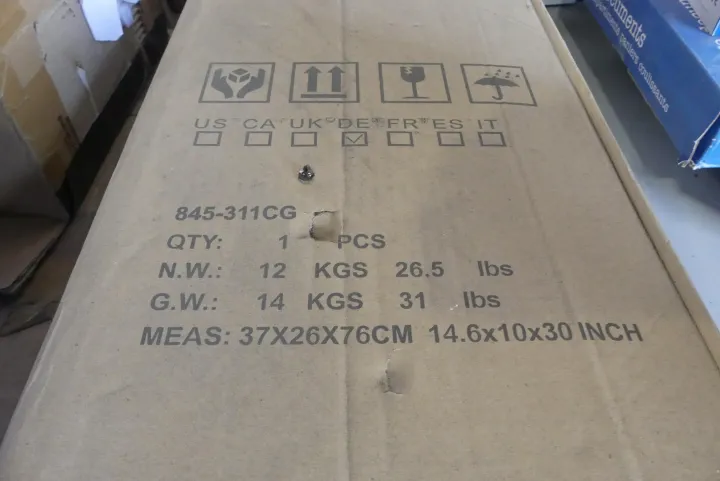 uments
US CA UK DE FR ES IT
845-311CG
QTY: 1 PCS
N.W.: 12 KGS 26.5 lbs
G.W.: 14 KGS 31 lbs
MEAS: 37X26X76CM 14.6x10x30 INCH